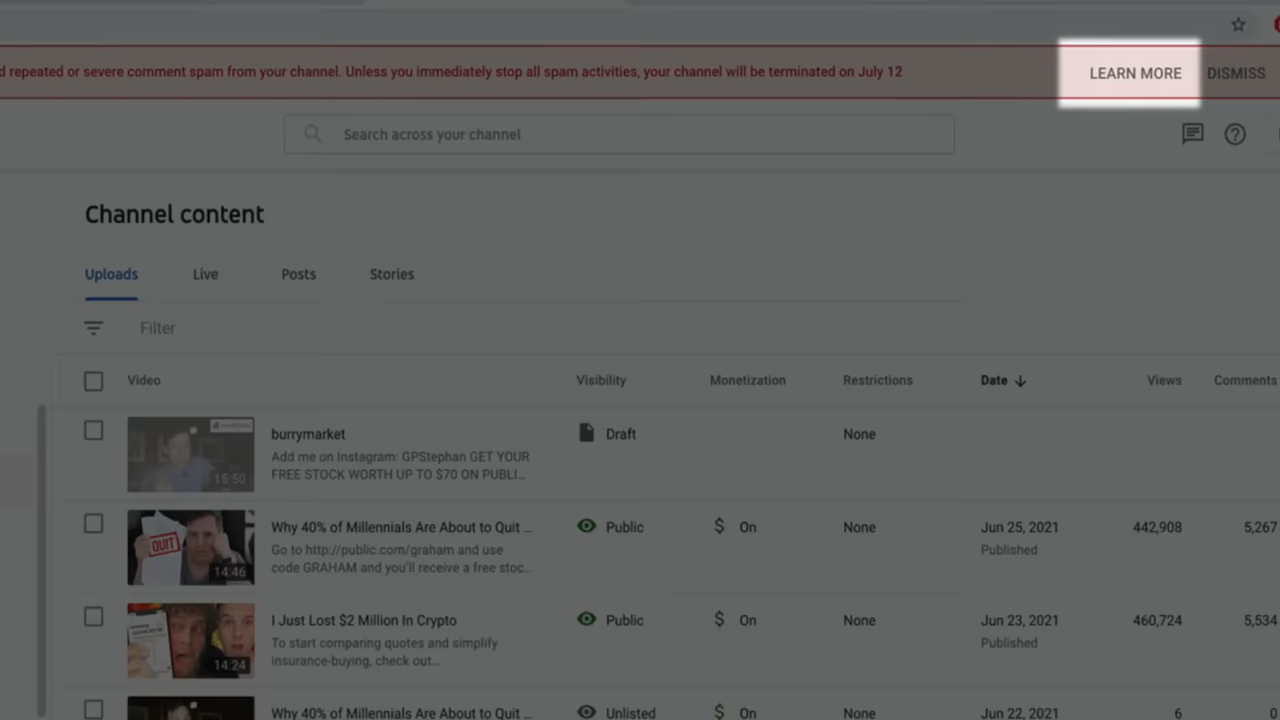 d repeated or severe comment spam from your channel. Unless you immediately stop all spam activities, your channel will be terminated on July 12 LEARN MORE DISMISS
Search across your channel
Channel content
Uploads Live Posts Stories
Filter
Video Visibility Monetization Restrictions Date Views Comments
burrymarket Draft None
Add me on Instagram: GPStephan GET YOUR
FREE STOCK WORTH UP TO $70 ON PUBLI...
15:50
Why 40% of Millennials Are About to Quit ... Public $ On None Jun 25, 2021 442,908 5,267
QUIT
Go to http://public.com/graham and use Published
code GRAHAM and you'll receive a free stoc...
14:46
I Just Lost $2 Million In Crypto Public $ On None Jun 23, 2021 460,724 5,534
To start comparing quotes and simplify Published
insurance-buying, check out...
14:24
Why 40% of Millennials Are About to Quit ... Unlisted $ On None Jun 22, 2021 6 0